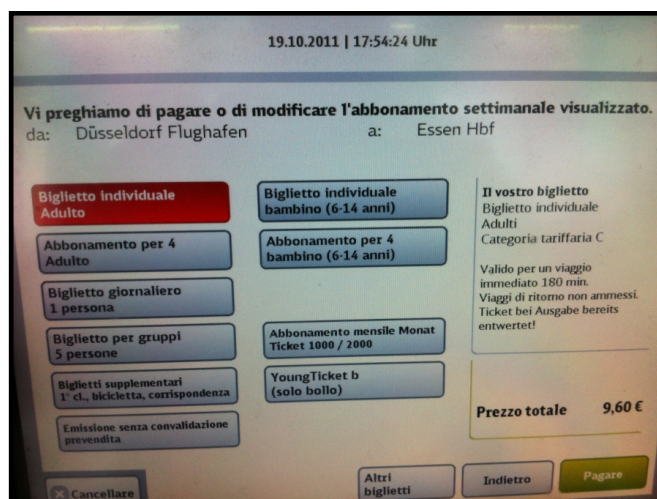 19.10.2011 | 17:54:24 Uhr
Vi preghiamo di pagare o di modificare l'abbonamento settimanale visualizzato.
da: Düsseldorf Flughafen a: Essen Hbf
Biglietto individuale
Adulto
Biglietto individuale
bambino (6-14 anni)
Abbonamento per 4
Adulto
Abbonamento per 4
bambino (6-14 anni)
Biglietto giornaliero
1 persona
Biglietto per gruppi
5 persone
Abbonamento mensile Monat
Ticket 1000 / 2000
Biglietti supplementari
1° cl., bicicletta, corrispondenza
YoungTicket b
(solo bollo)
Emissione senza convalidazione
prevendita
Il vostro biglietto
Biglietto individuale
Adulti
Categoria tariffaria C
Valido per un viaggio
immediato 180 min.
Viaggi di ritorno non ammessi.
Ticket bei Ausgabe bereits
entwertet!
Prezzo totale 9,60 €
Cancellare
Altri
biglietti
Indietro
Pagare